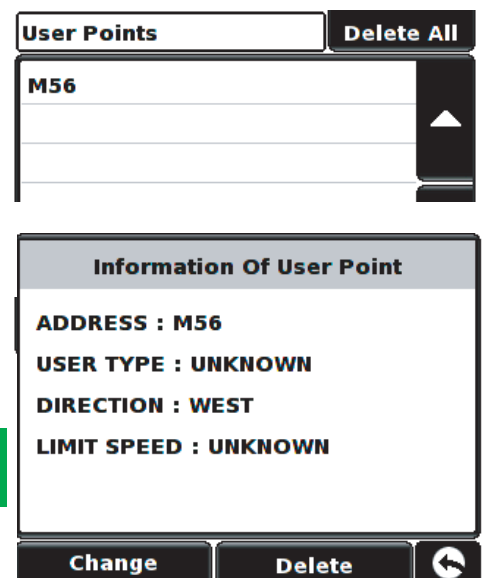 User Points Delete All
M56
Information Of User Point
ADDRESS : M56
USER TYPE : UNKNOWN
DIRECTION : WEST
LIMIT SPEED : UNKNOWN
Change Delete